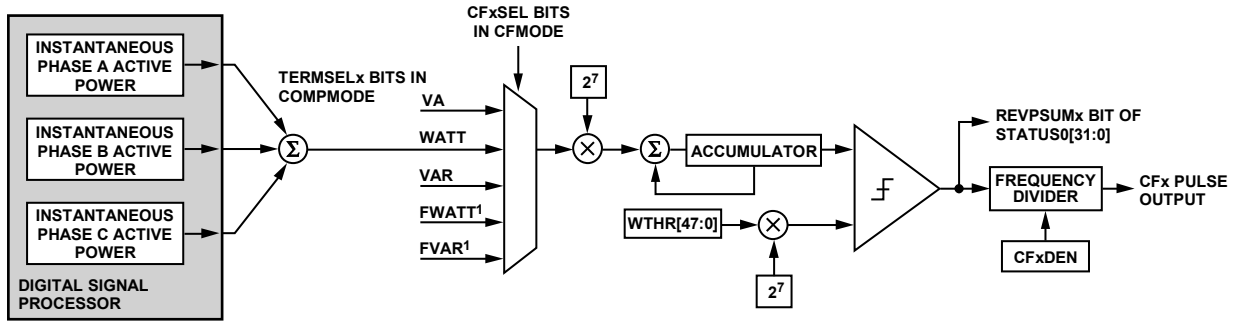 INSTANTANEOUS
PHASE A ACTIVE
POWER
INSTANTANEOUS
PHASE B ACTIVE
POWER
INSTANTANEOUS
PHASE C ACTIVE
POWER
DIGITAL SIGNAL
PROCESSOR
Σ
TERMSELx BITS IN
COMPMODE
CFxSEL BITS
IN CFMODE
VA
WATT
VAR
FWATT¹
FVAR¹
2⁷
×
Σ
ACCUMULATOR
WTHR[47:0]
×
2⁷
REVPSUMx BIT OF
STATUS0[31:0]
FREQUENCY
DIVIDER
CFx PULSE
OUTPUT
CFxDEN